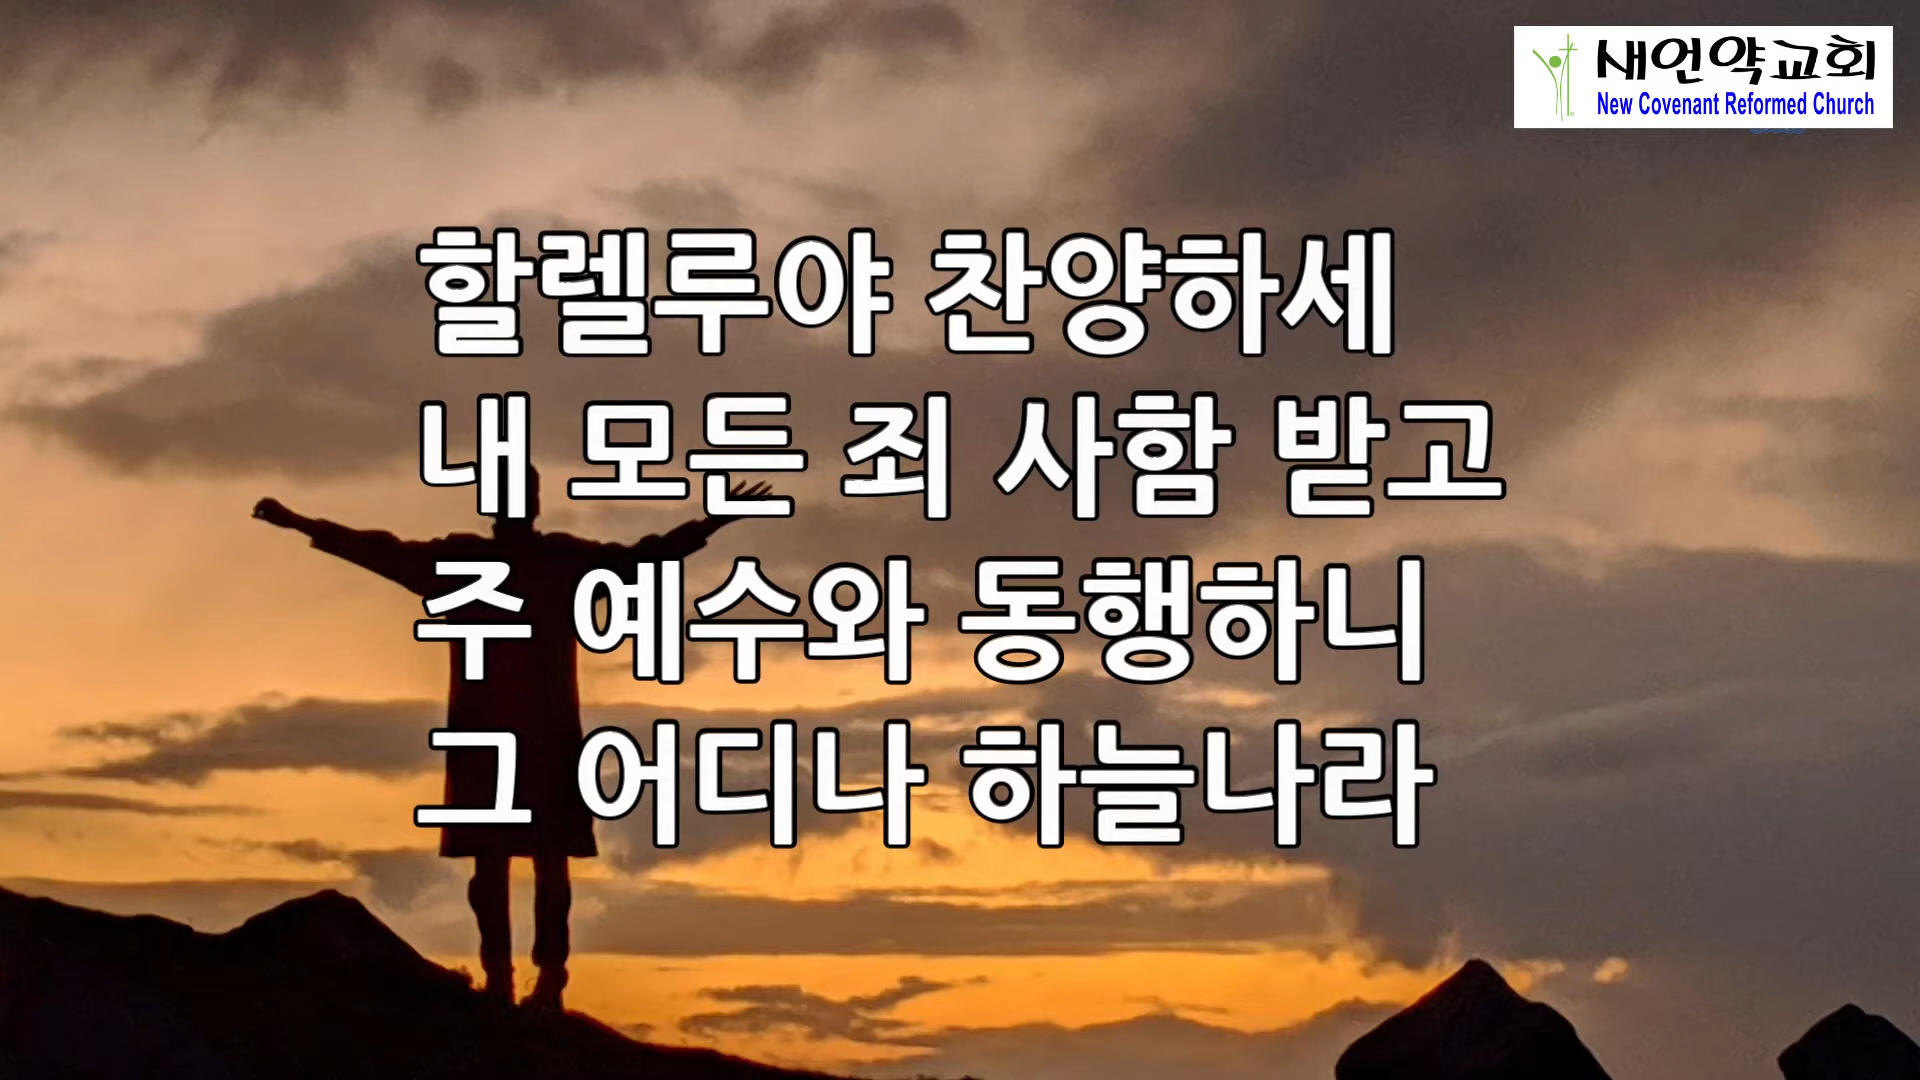 새언약교회
New Covenant Reformed Church
할렐루야 찬양하세
내 모든 죄 사함 받고
주 예수와 동행하니
그 어디나 하늘나라